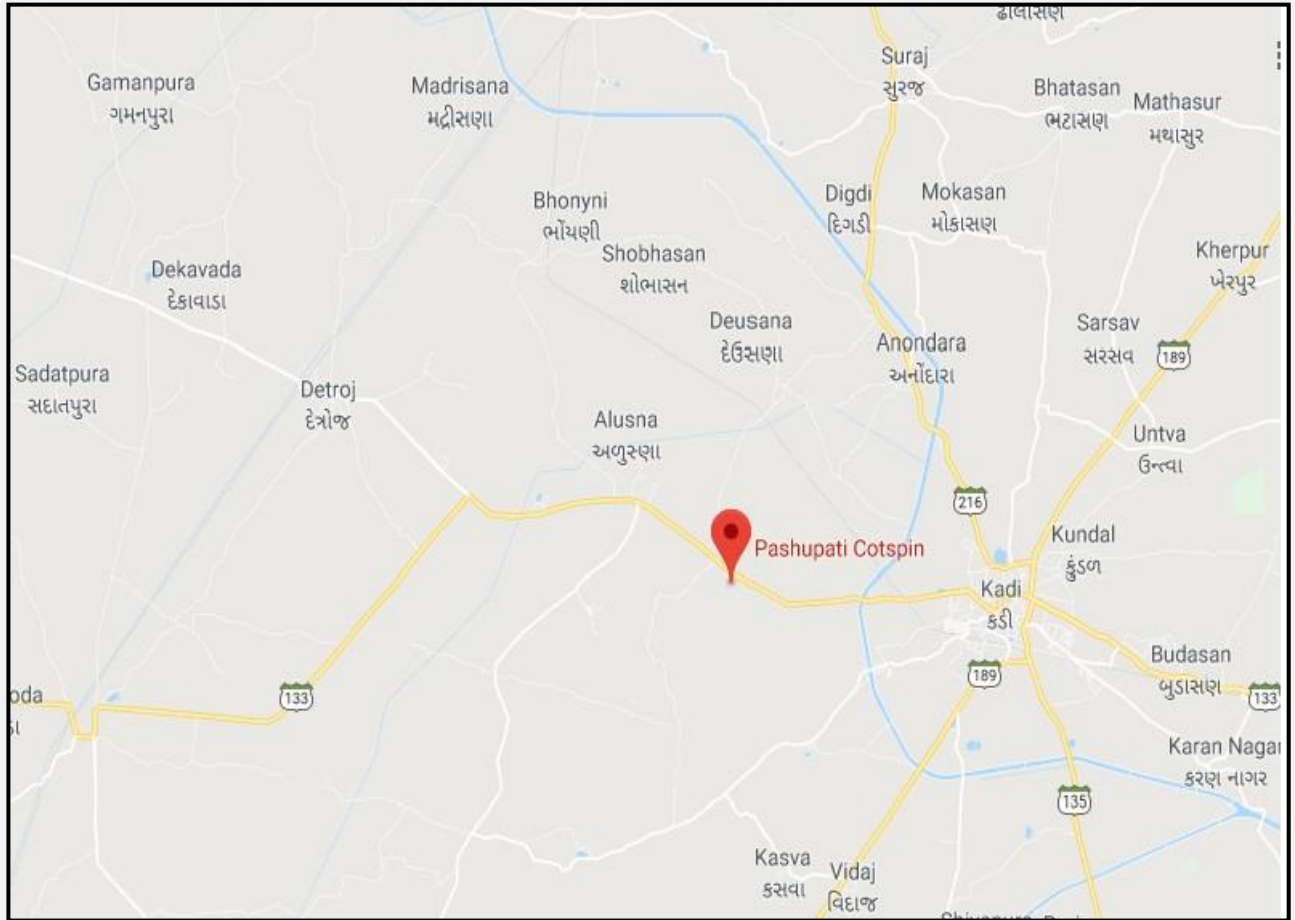 ઢાલાસણ
Suraj
સુરજ
Gamanpura
ગમનપુરા
Madrisana
મદ્રીસણા
Bhatasan
ભટાસણ
Mathasur
મથાસુર
Bhonyni
ભોંયણી
Digdi
દિગડી
Mokasan
મોકાસણ
Shobhasan
શોભાસન
Kherpur
ખેરપુર
Dekavada
દેકાવાડા
Deusana
દેઉસણા
Anondara
અનોંદારા
Sarsav
સરસવ
189
Sadatpura
સદાતપુરા
Detroj
દેત્રોજ
Alusna
અળુસ્ણા
Untva
ઉન્ત્વા
216
Pashupati Cotspin
Kundal
કુંડળ
Kadi
કડી
189
Budasan
બુડાસણ
133
oda
133
Karan Nagar
કરણ નાગર
135
Kasva
કસવા
Vidaj
વિદાજ